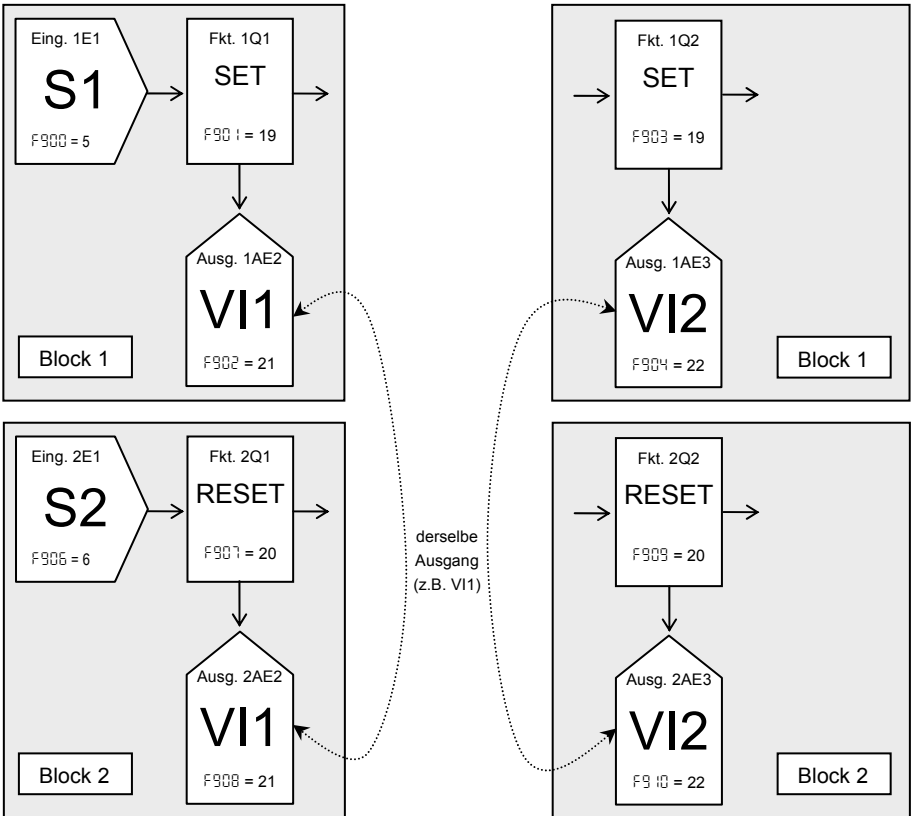 Eing. 1E1
S1
F900 = 5
Fkt. 1Q1
SET
F901 = 19
Ausg. 1AE2
VI1
F902 = 21
Block 1
Fkt. 1Q2
SET
F903 = 19
Ausg. 1AE3
VI2
F904 = 22
Block 1
Eing. 2E1
S2
F906 = 6
Fkt. 2Q1
RESET
F907 = 20
Ausg. 2AE2
VI1
F908 = 21
Block 2
derselbe
Ausgang
(z.B. VI1)
Fkt. 2Q2
RESET
F909 = 20
Ausg. 2AE3
VI2
F910 = 22
Block 2